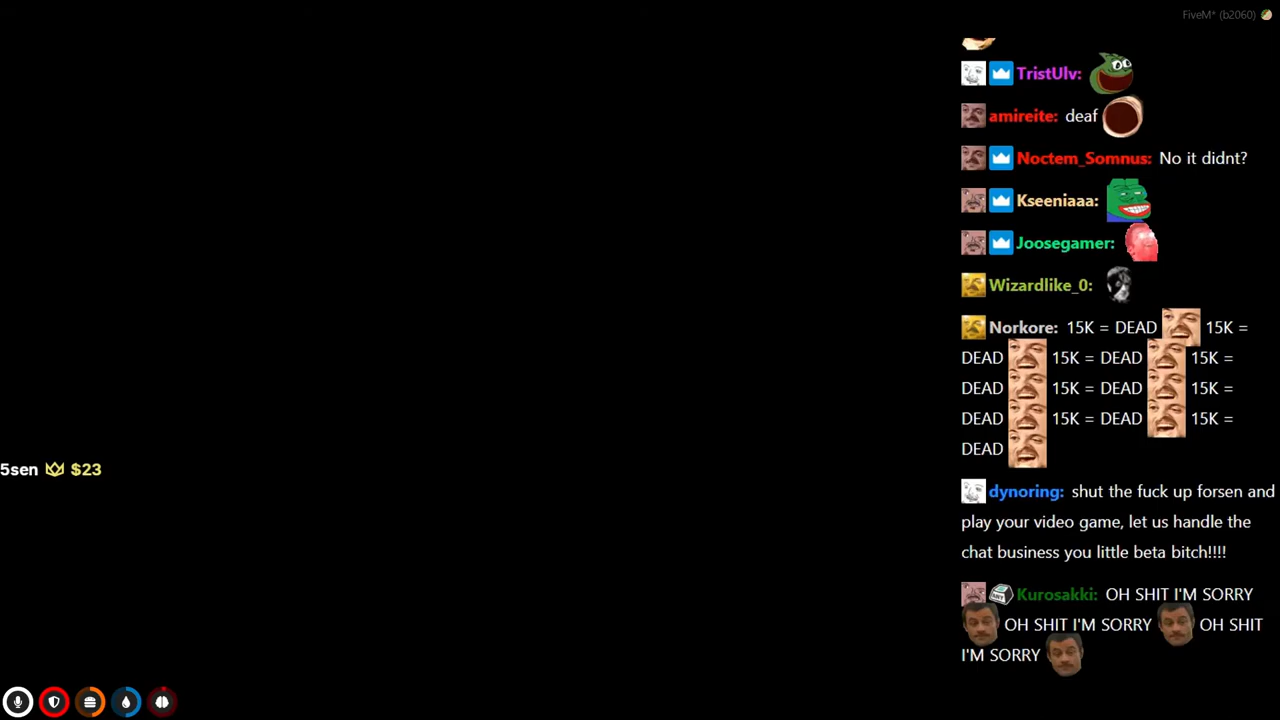 FiveM* (b2060)
TristUlv:
amireite: deaf
Noctem_Somnus: No it didnt?
Kseeniaaa:
Joosegamer:
Wizardlike_0:
Norkore: 15K = DEAD 15K =
DEAD 15K = DEAD 15K =
DEAD 15K = DEAD 15K =
DEAD 15K = DEAD 15K =
DEAD
5sen $23
dynoring: shut the fuck up forsen and
play your video game, let us handle the
chat business you little beta bitch!!!!
Kurosakki: OH SHIT I'M SORRY
OH SHIT I'M SORRY OH SHIT
I'M SORRY